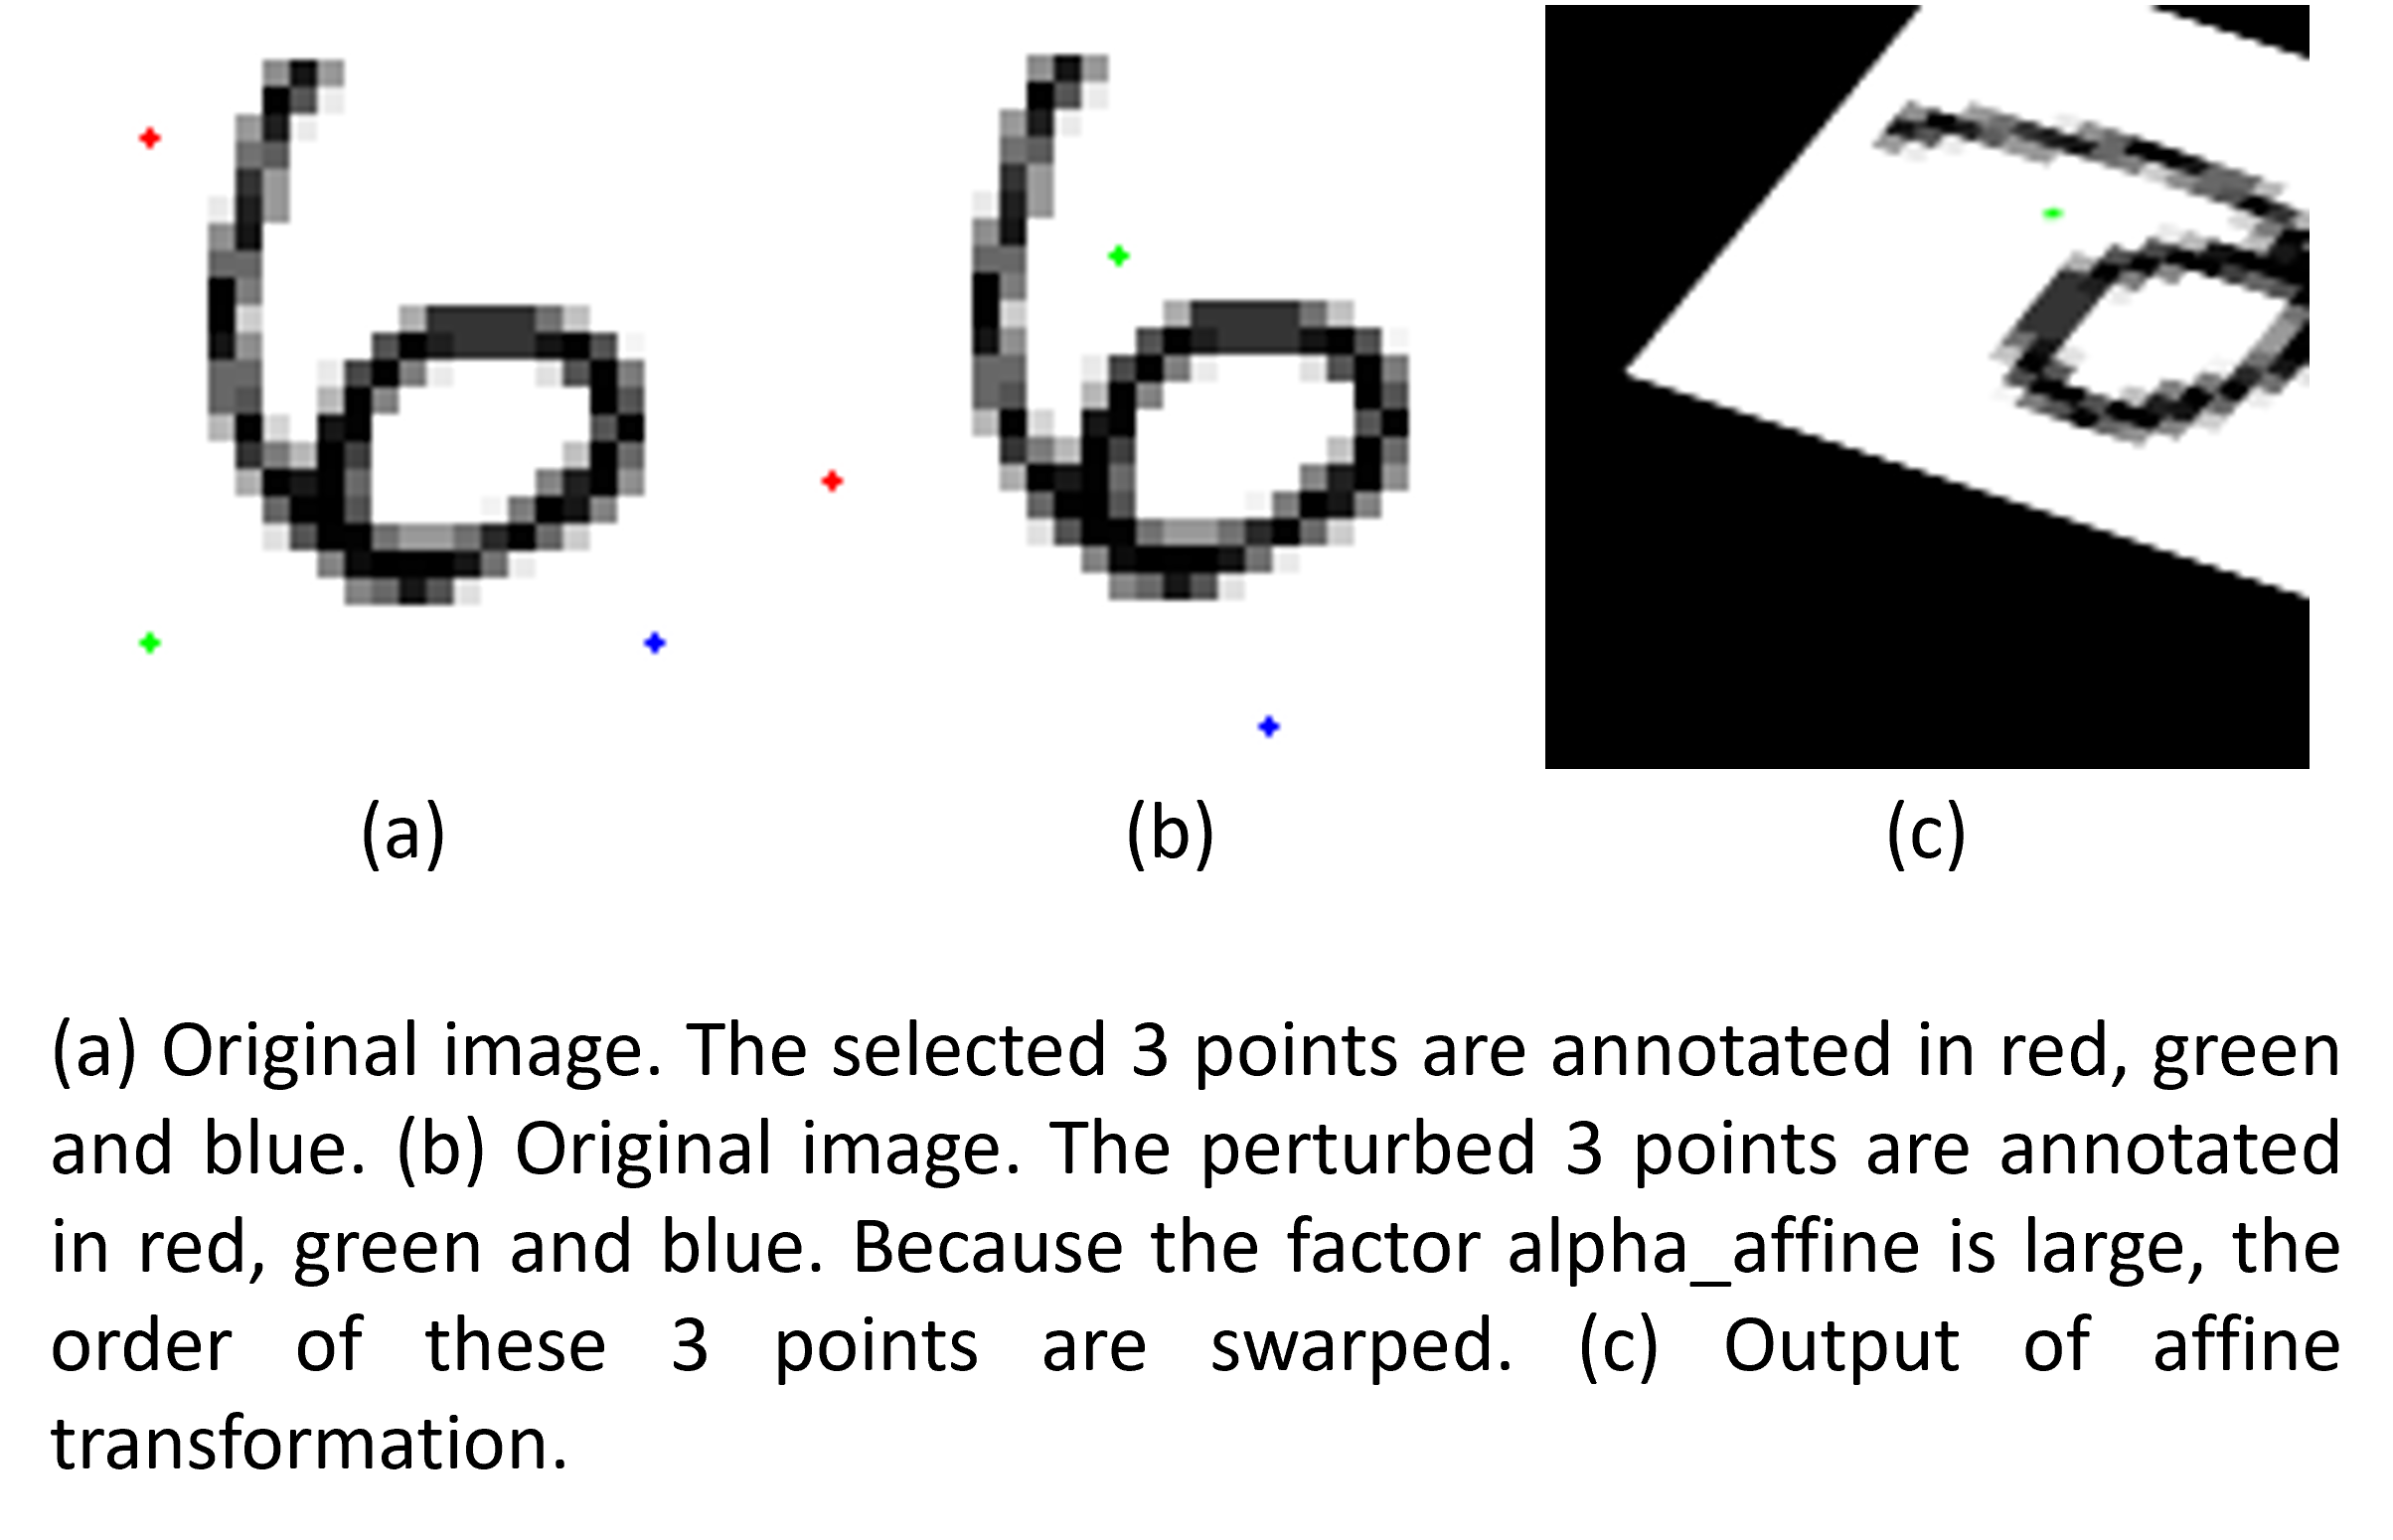 (a) (b) (c)
(a) Original image. The selected 3 points are annotated in red, green
and blue. (b) Original image. The perturbed 3 points are annotated
in red, green and blue. Because the factor alpha_affine is large, the
order of these 3 points are swarped. (c) Output of affine
transformation.